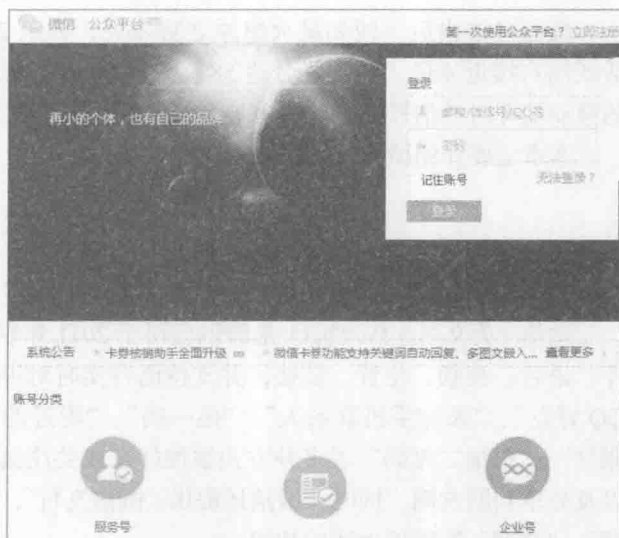 微信 公众平台
第一次使用公众平台？立即注册
登录
再小的个体，也有自己的品牌
邮箱/微信号/QQ号
密码
记住账号 无法登录？
登录
系统公告 卡券核销助手全面升级 微信卡券功能支持关键词自动回复、多图文嵌入... 查看更多
账号分类
服务号 企业号